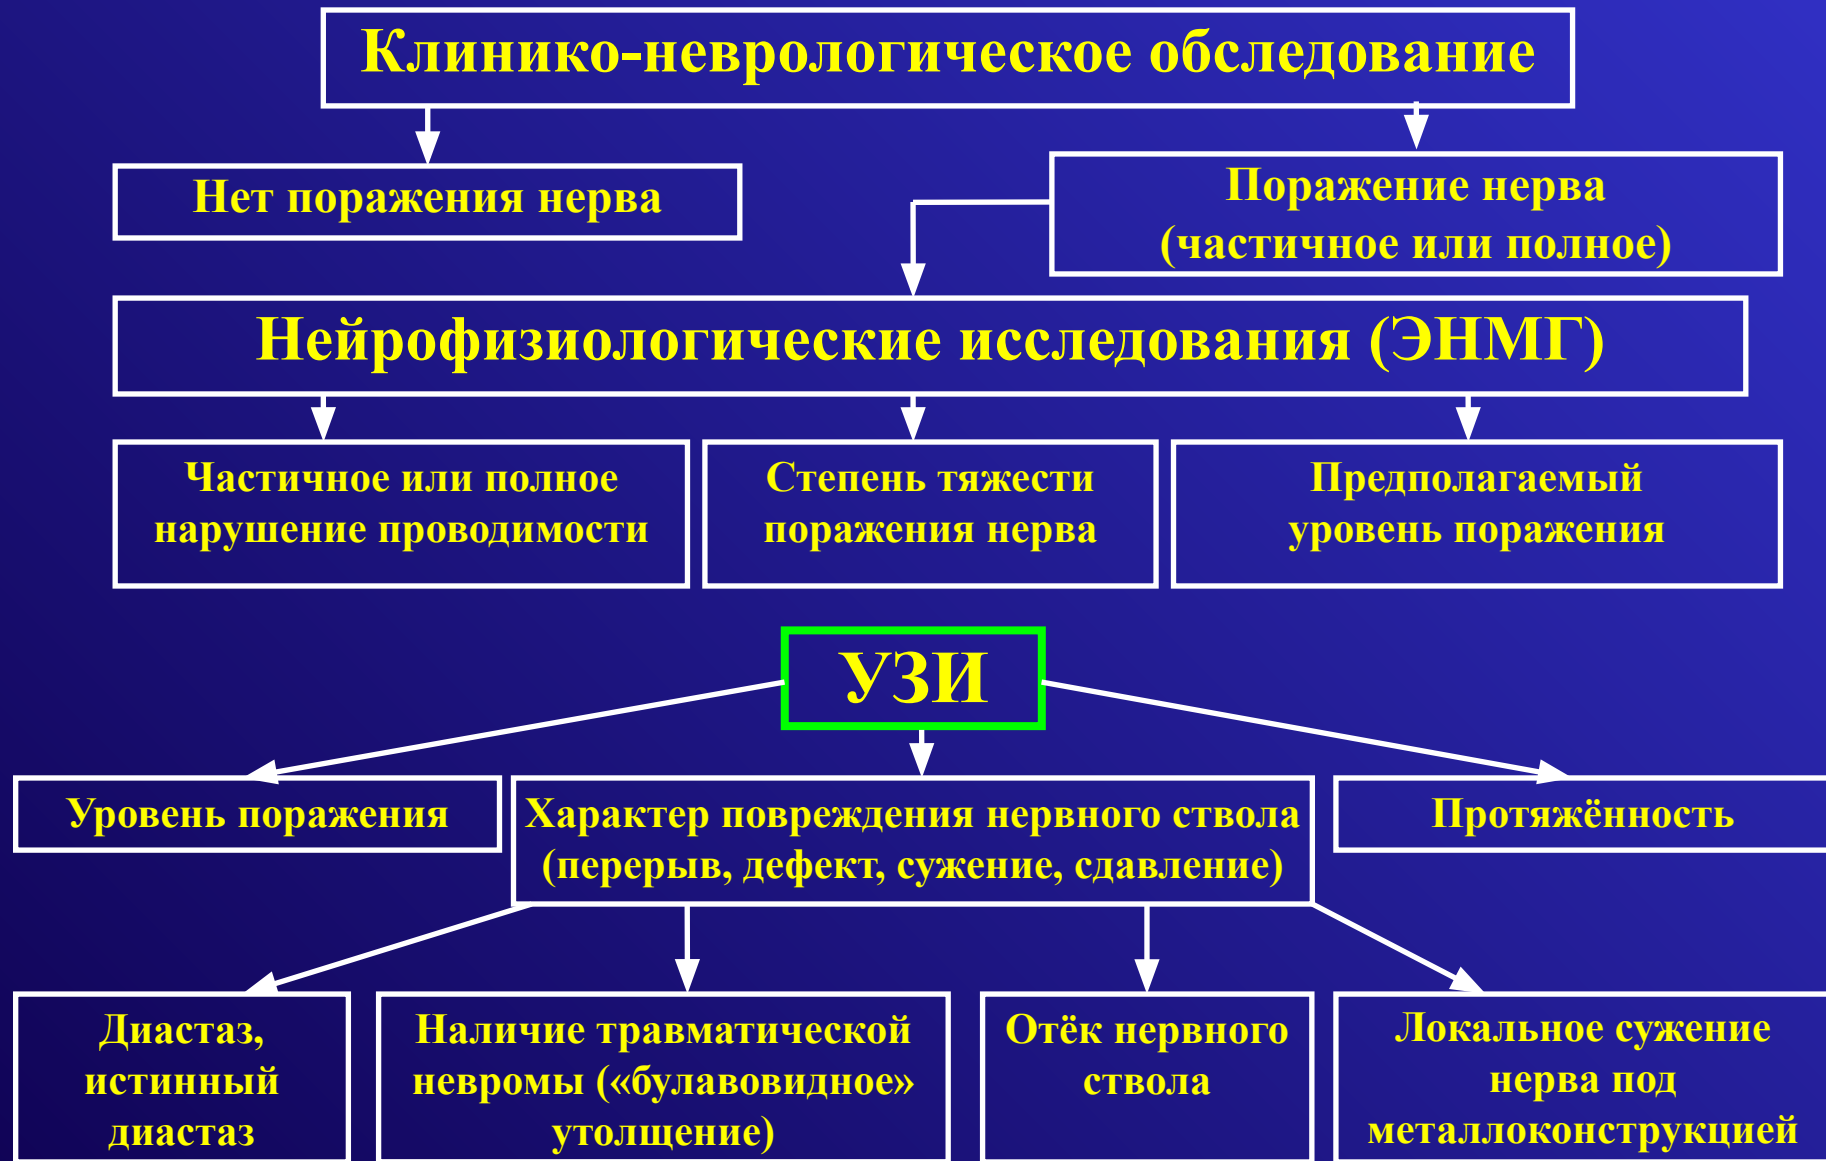 Клинико-неврологическое обследование
Нет поражения нерва
Поражение нерва
(частичное или полное)
Нейрофизиологические исследования (ЭНМГ)
Частичное или полное
нарушение проводимости
Степень тяжести
поражения нерва
Предполагаемый
уровень поражения
УЗИ
Уровень поражения
Характер повреждения нервного ствола
(перерыв, дефект, сужение, сдавление)
Протяжённость
Диастаз,
истинный
диастаз
Наличие травматической
невромы («булавовидное»
утолщение)
Отёк нервного
ствола
Локальное сужение
нерва под
металлоконструкцией